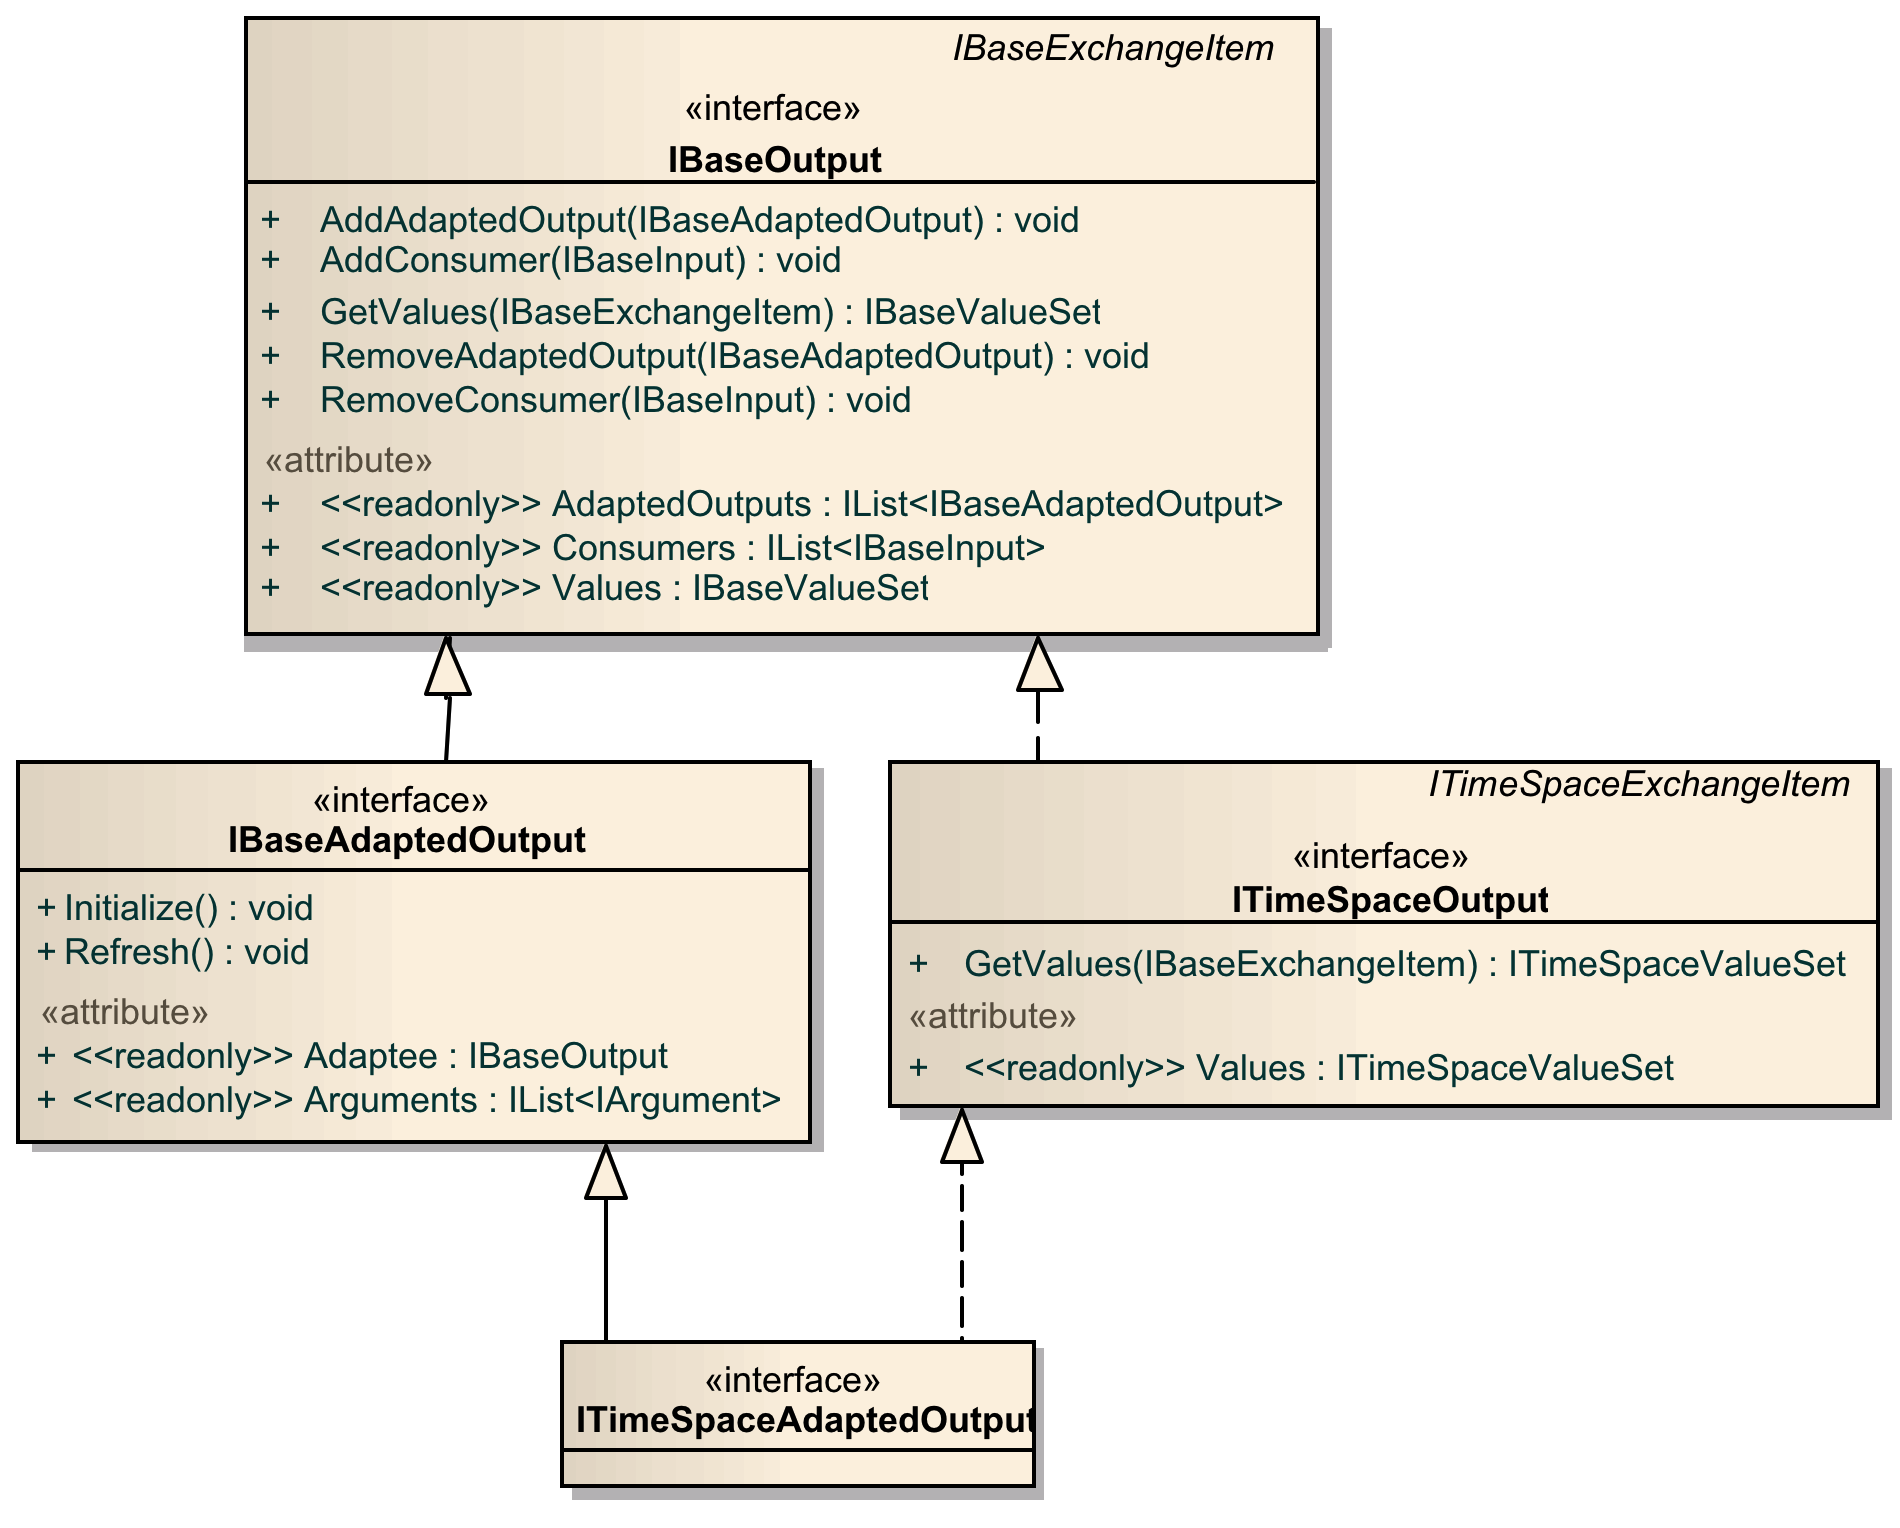 IBaseExchangeItem
«interface»
IBaseOutput
+ AddAdaptedOutput(IBaseAdaptedOutput) : void
+ AddConsumer(IBaseInput) : void
+ GetValues(IBaseExchangeItem) : IBaseValueSet
+ RemoveAdaptedOutput(IBaseAdaptedOutput) : void
+ RemoveConsumer(IBaseInput) : void
«attribute»
+ <<readonly>> AdaptedOutputs : IList<IBaseAdaptedOutput>
+ <<readonly>> Consumers : IList<IBaseInput>
+ <<readonly>> Values : IBaseValueSet
«interface»
IBaseAdaptedOutput
+ Initialize() : void
+ Refresh() : void
«attribute»
+ <<readonly>> Adaptee : IBaseOutput
+ <<readonly>> Arguments : IList<IArgument>
ITimeSpaceExchangeItem
«interface»
ITimeSpaceOutput
+ GetValues(IBaseExchangeItem) : ITimeSpaceValueSet
«attribute»
+ <<readonly>> Values : ITimeSpaceValueSet
«interface»
ITimeSpaceAdaptedOutput